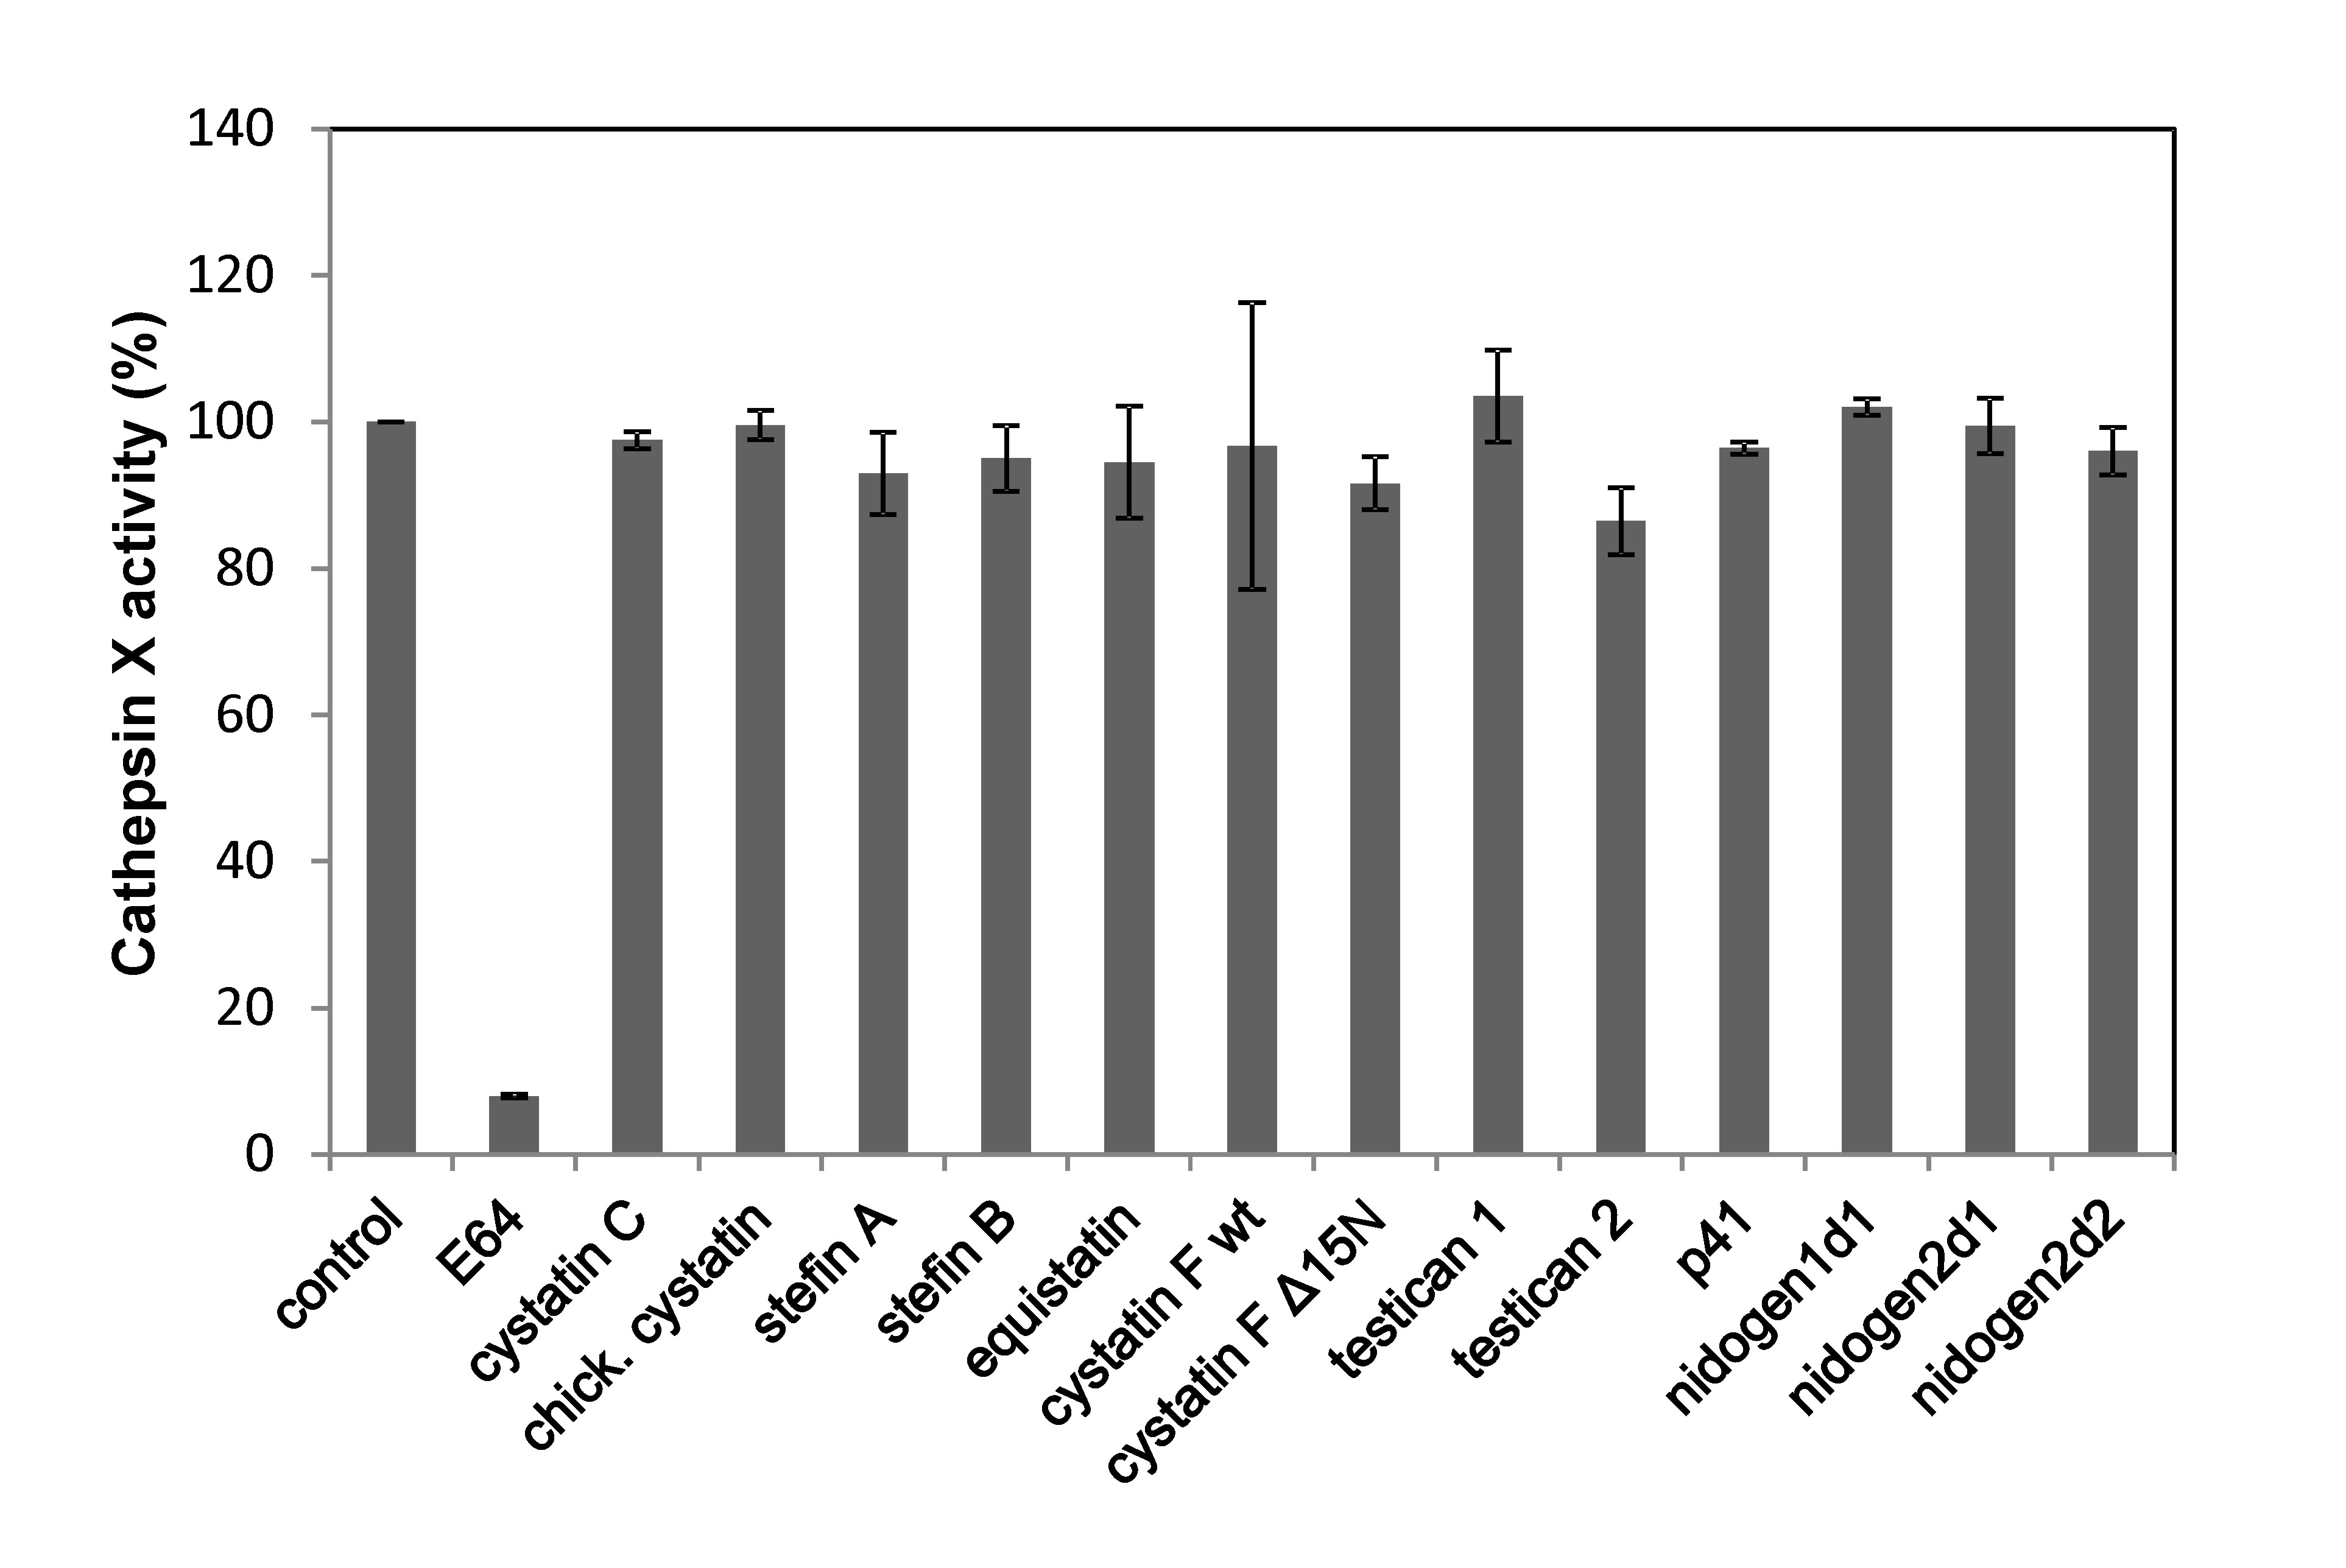 Cathepsin X activity (%)
140
120
100
80
60
40
20
0
control
E64
cystatin C
chick. cystatin
stefin A
stefin B
equistatin
cystatin F wt
cystatin F Δ15N
testican 1
testican 2
p41
nidogen1d1
nidogen2d1
nidogen2d2